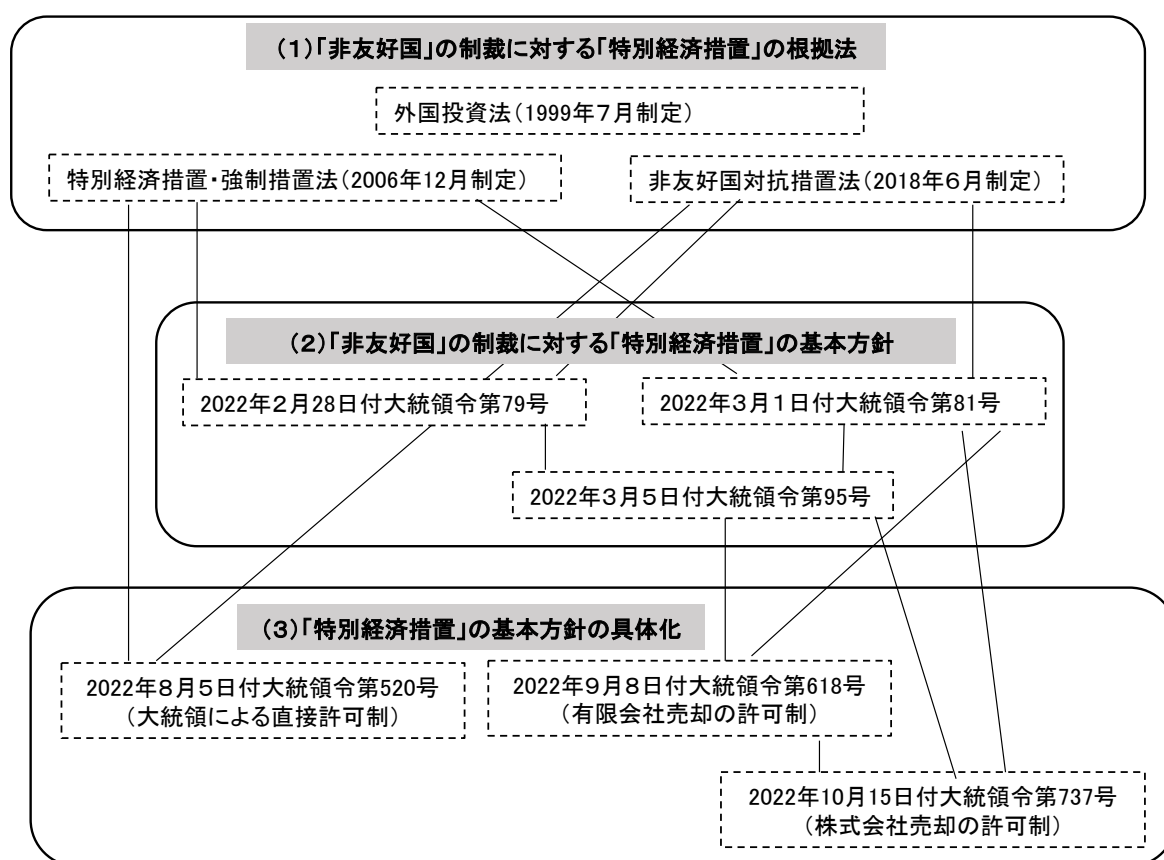 (1)「非友好国」の制裁に対する「特別経済措置」の根拠法
外国投資法(1999年7月制定)
特別経済措置・強制措置法(2006年12月制定)
非友好国対抗措置法(2018年6月制定)
(2)「非友好国」の制裁に対する「特別経済措置」の基本方針
2022年2月28日付大統領令第79号
2022年3月1日付大統領令第81号
2022年3月5日付大統領令第95号
(3)「特別経済措置」の基本方針の具体化
2022年8月5日付大統領令第520号
(大統領による直接許可制)
2022年9月8日付大統領令第618号
(有限会社売却の許可制)
2022年10月15日付大統領令第737号
(株式会社売却の許可制)